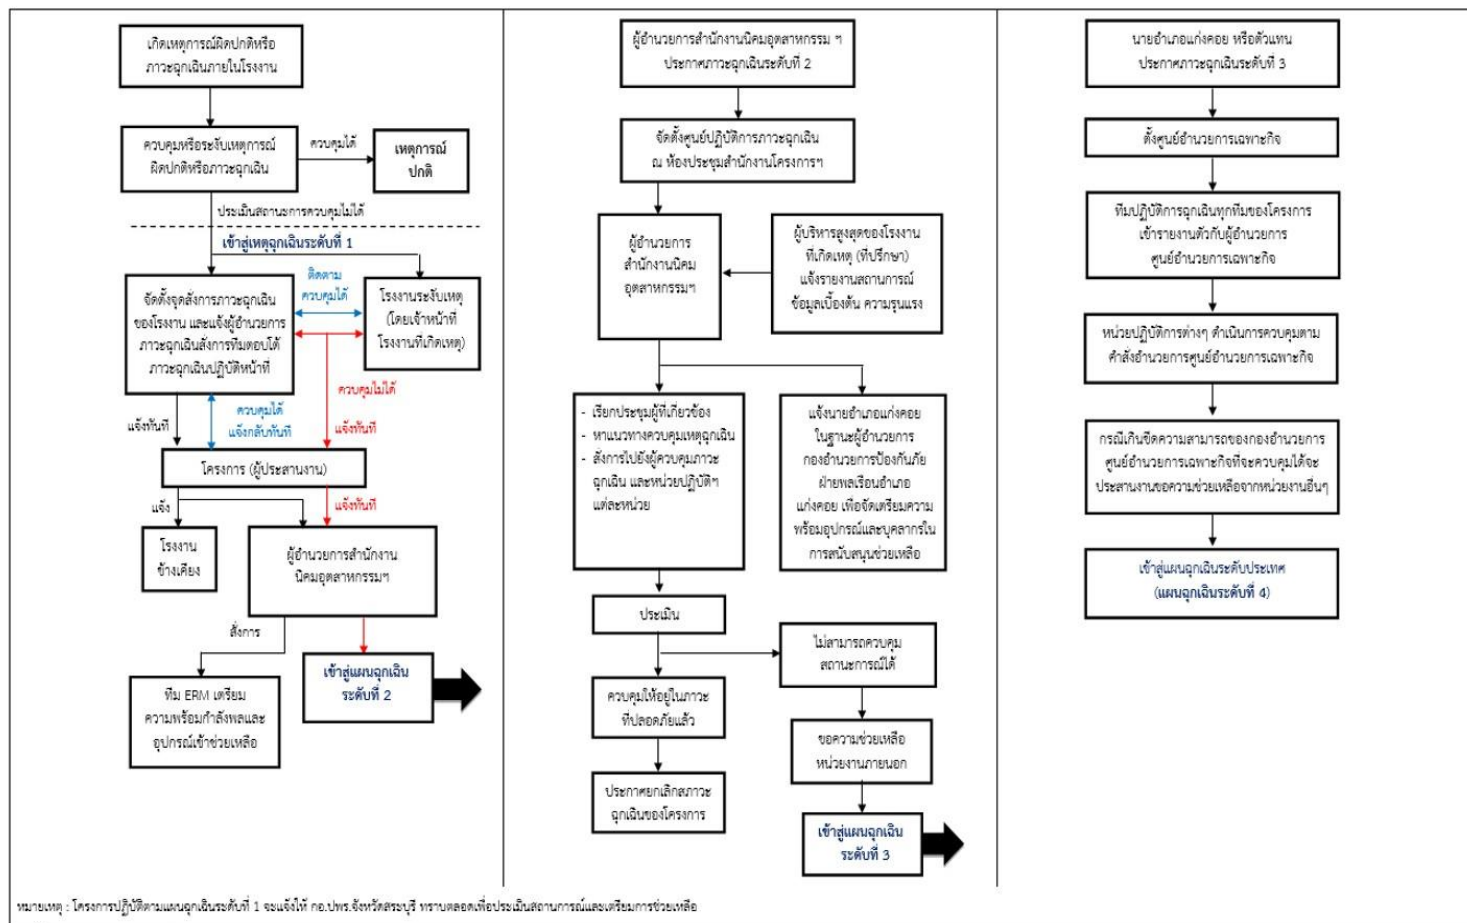 เกิดเหตุการณ์ผิดปกติหรือ
ภาวะฉุกเฉินภายในโรงงาน
ควบคุมหรือระงับเหตุการณ์
ผิดปกติหรือภาวะฉุกเฉิน
ควบคุมได้
เหตุการณ์
ปกติ
ประเมินสถานะการควบคุมไม่ได้
เข้าสู่เหตุฉุกเฉินระดับที่ 1
จัดตั้งจุดสั่งการภาวะฉุกเฉิน
ของโรงงาน และแจ้งผู้อำนวยการ
ภาวะฉุกเฉินสั่งการทีมตอบโต้
ภาวะฉุกเฉินปฏิบัติหน้าที่
ติดตาม
ควบคุมได้
โรงงานระงับเหตุ
(โดยเจ้าหน้าที่
โรงงานที่เกิดเหตุ)
ควบคุมไม่ได้
แจ้งทันที
ควบคุมได้
แจ้งกลับทันที
แจ้งทันที
โครงการ (ผู้ประสานงาน)
แจ้ง
แจ้งทันที
โรงงาน
ข้างเคียง
ผู้อำนวยการสำนักงาน
นิคมอุตสาหกรรมฯ
สั่งการ
ทีม ERM เตรียม
ความพร้อมกำลังพลและ
อุปกรณ์เข้าช่วยเหลือ
เข้าสู่แผนฉุกเฉิน
ระดับที่ 2
ผู้อำนวยการสำนักงานนิคมอุตสาหกรรม ฯ
ประกาศภาวะฉุกเฉินระดับที่ 2
จัดตั้งศูนย์ปฏิบัติการภาวะฉุกเฉิน
ณ ห้องประชุมสำนักงานโครงการฯ
ผู้อำนวยการ
สำนักงานนิคม
อุตสาหกรรมฯ
ผู้บริหารสูงสุดของโรงงาน
ที่เกิดเหตุ (ที่ปรึกษา)
แจ้งรายงานสถานการณ์
ข้อมูลเบื้องต้น ความรุนแรง
- เรียกประชุมผู้ที่เกี่ยวข้อง
- หาแนวทางควบคุมเหตุฉุกเฉิน
- สั่งการไปยังผู้ควบคุมภาวะ
ฉุกเฉิน และหน่วยปฏิบัติฯ
แต่ละหน่วย
แจ้งนายอำเภอแก่งคอย
ในฐานะผู้อำนวยการ
กองอำนวยการป้องกันภัย
ฝ่ายพลเรือนอำเภอ
แก่งคอย เพื่อจัดเตรียมความ
พร้อมอุปกรณ์และบุคลากรใน
การสนับสนุนช่วยเหลือ
ประเมิน
ไม่สามารถควบคุม
สถานะการณ์ได้
ควบคุมให้อยู่ในภาวะ
ที่ปลอดภัยแล้ว
ขอความช่วยเหลือ
หน่วยงานภายนอก
ประกาศยกเลิกสภาวะ
ฉุกเฉินของโครงการ
เข้าสู่แผนฉุกเฉิน
ระดับที่ 3
นายอำเภอแก่งคอย หรือตัวแทน
ประกาศภาวะฉุกเฉินระดับที่ 3
ตั้งศูนย์อำนวยการเฉพาะกิจ
ทีมปฏิบัติการฉุกเฉินทุกทีมของโครงการ
เข้ารายงานตัวกับผู้อำนวยการ
ศูนย์อำนวยการเฉพาะกิจ
หน่วยปฏิบัติการต่างๆ ดำเนินการควบคุมตาม
คำสั่งอำนวยการศูนย์อำนวยการเฉพาะกิจ
กรณีเกินขีดความสามารถของกองอำนวยการ
ศูนย์อำนวยการเฉพาะกิจที่จะควบคุมได้จะ
ประสานงานขอความช่วยเหลือจากหน่วยงานอื่นๆ
เข้าสู่แผนฉุกเฉินระดับประเทศ
(แผนฉุกเฉินระดับที่ 4)
หมายเหตุ : โครงการปฏิบัติตามแผนฉุกเฉินระดับที่ 1 จะแจ้งให้ กอ.ปพร.จังหวัดสระบุรี ทราบตลอดเพื่อประเมินสถานการณ์และเตรียมการช่วยเหลือ